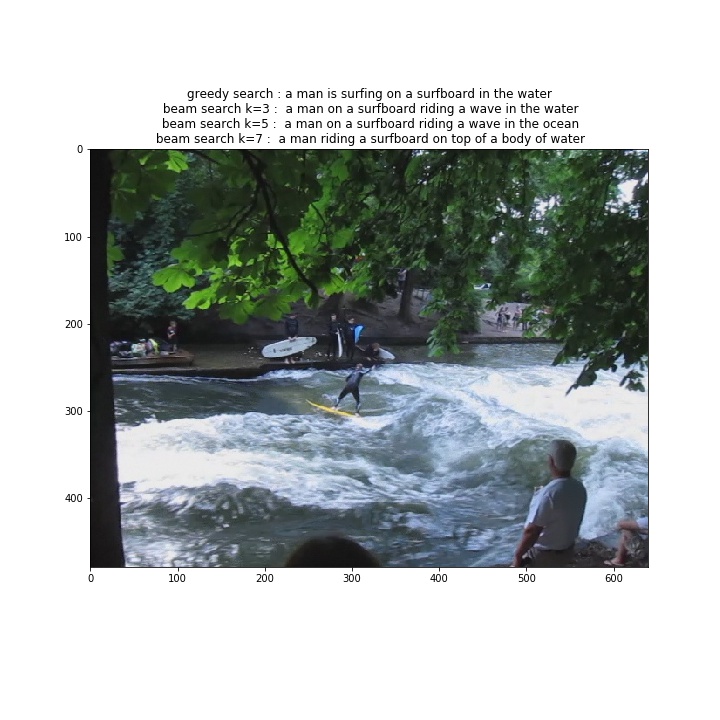 greedy search : a man is surfing on a surfboard in the water
beam search k=3 :  a man on a surfboard riding a wave in the water
beam search k=5 :  a man on a surfboard riding a wave in the ocean
beam search k=7 :  a man riding a surfboard on top of a body of water
0
100
200
300
400
0 100 200 300 400 500 600